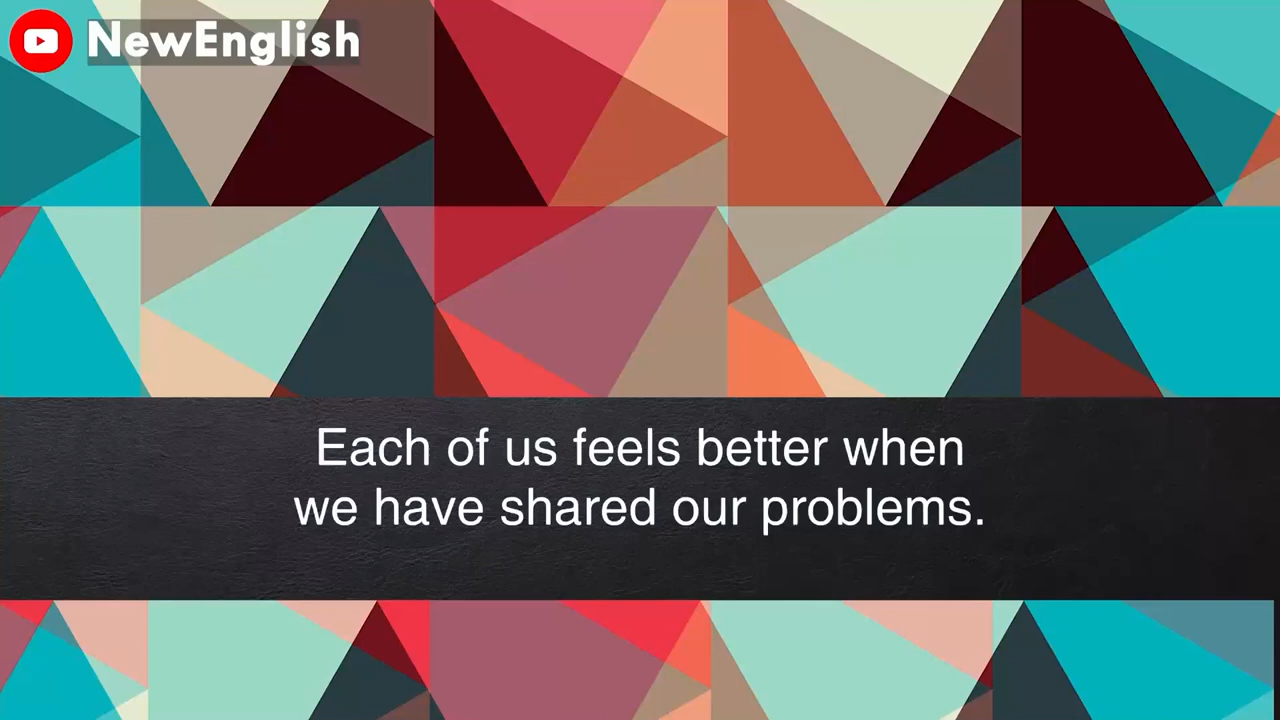 NewEnglish
Each of us feels better when
we have shared our problems.